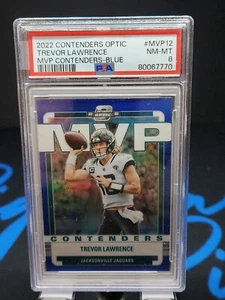 2022 CONTENDERS OPTIC #MVP12
TREVOR LAWRENCE NM-MT
MVP CONTENDERS-BLUE 8
PSA 80067770
OPTIC
MVP
CONTENDERS
TREVOR LAWRENCE
JACKSONVILLE JAGUARS